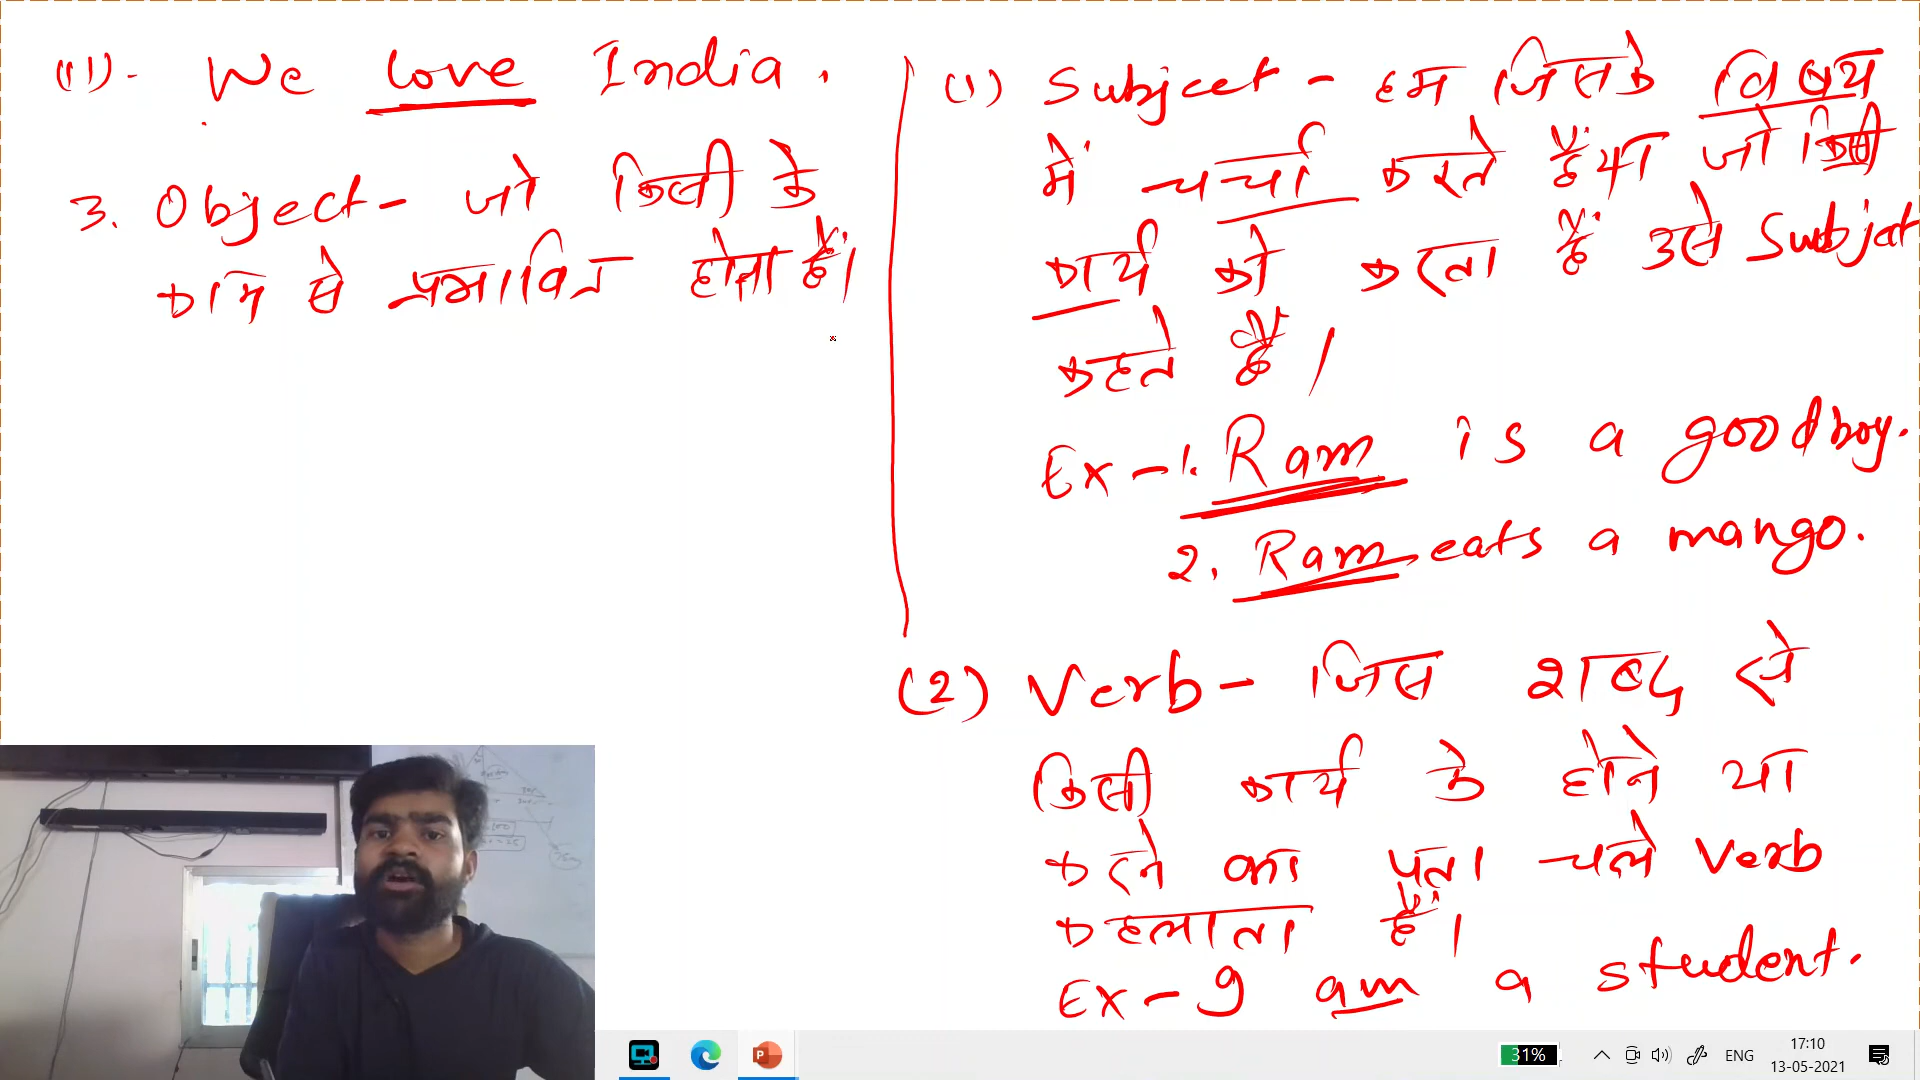 (11). We love India.
3. Object - जो किसी के
काम से प्रभावित होता है।
(1) Subject - हम जिसके विषय
में चर्चा करते हैं या जो किसी
कार्य को करता है उसे Subject
कहते हैं।
Ex-1. Ram is a good boy.
2. Ram eats a mango.
(2) Verb - जिस शब्द से
किसी कार्य के होने या
करने का पता चले Verb
कहलाता है।
Ex - I am a student.
31%
ENG
17:10
13-05-2021